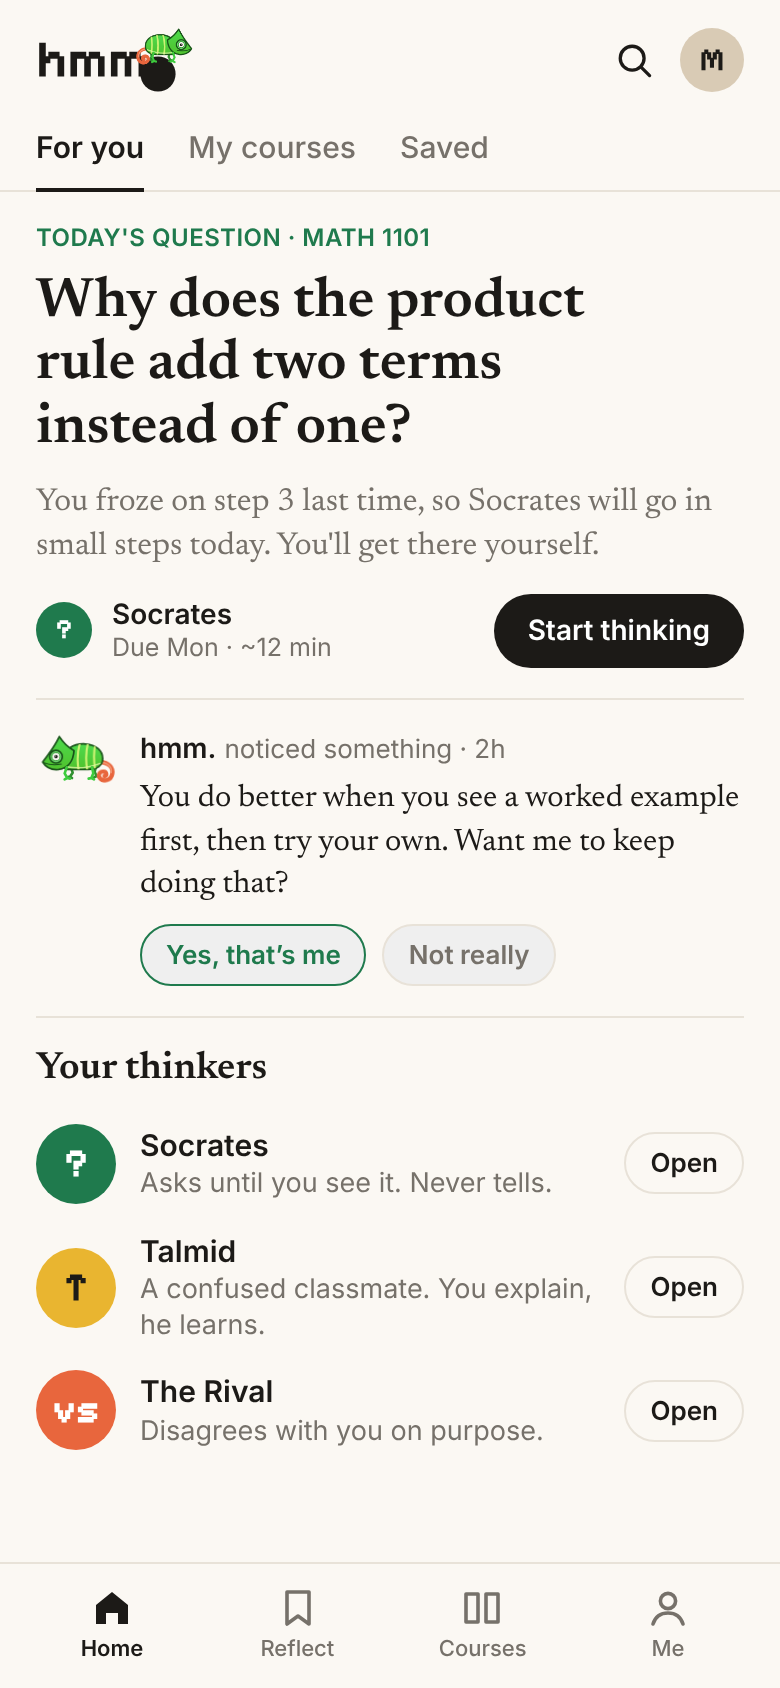 hmm
M
For you My courses Saved
TODAY'S QUESTION · MATH 1101
Why does the product
rule add two terms
instead of one?
You froze on step 3 last time, so Socrates will go in
small steps today. You'll get there yourself.
?
Socrates
Due Mon · ~12 min
Start thinking
hmm. noticed something · 2h
You do better when you see a worked example
first, then try your own. Want me to keep
doing that?
Yes, that’s me
Not really
Your thinkers
?
Socrates
Asks until you see it. Never tells.
Open
T
Talmid
A confused classmate. You explain,
he learns.
Open
VS
The Rival
Disagrees with you on purpose.
Open
Home Reflect Courses Me